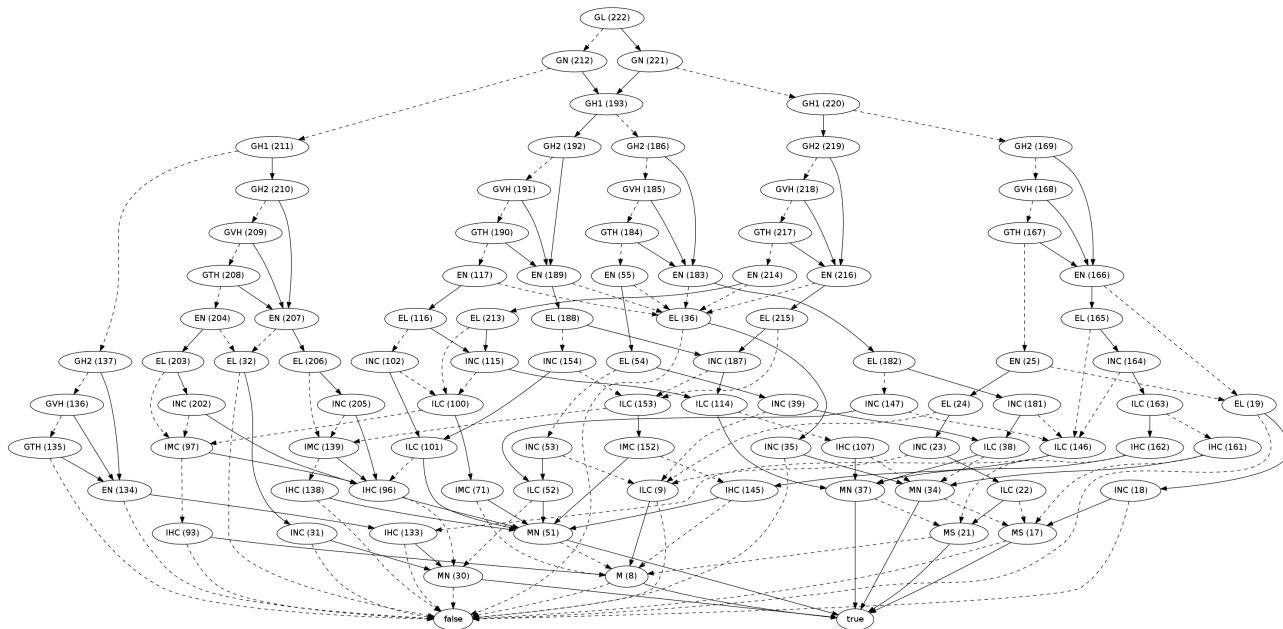 GL (222)
GN (212) GN (221)
GH1 (193) GH1 (220)
GH1 (211) GH2 (192) GH2 (186) GH2 (219) GH2 (169)
GH2 (210) GVH (191) GVH (185) GVH (218) GVH (168)
GVH (209) GTH (190) GTH (184) GTH (217) GTH (167)
GTH (208) EN (117) EN (189) EN (55) EN (183) EN (214) EN (216) EN (166)
EN (204) EN (207) EL (116) EL (213) EL (188) EL (36) EL (215) EL (165)
GH2 (137) EL (203) EL (32) EL (206) INC (102) INC (115) INC (154) EL (54) INC (187) EL (182) EN (25) INC (164)
GVH (136) INC (202) INC (205) ILC (100) ILC (153) ILC (114) INC (39) INC (147) EL (24) INC (181) ILC (163) EL (19)
GTH (135) IMC (97) IMC (139) ILC (101) INC (53) IMC (152) INC (35) IHC (107) INC (23) ILC (38) ILC (146) IHC (162) IHC (161)
EN (134) IHC (138) IHC (96) IMC (71) ILC (52) ILC (9) IHC (145) MN (37) MN (34) ILC (22) INC (18)
IHC (93) INC (31) IHC (133) MN (51) MS (21) MS (17)
MN (30) M (8)
false true